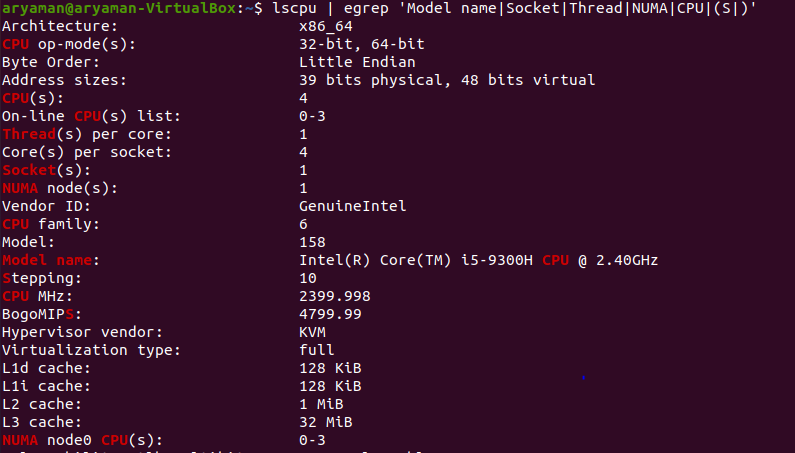 aryaman@aryaman-VirtualBox:~$ lscpu | egrep 'Model name|Socket|Thread|NUMA|CPU|(S|)'
Architecture: x86_64
CPU op-mode(s): 32-bit, 64-bit
Byte Order: Little Endian
Address sizes: 39 bits physical, 48 bits virtual
CPU(s): 4
On-line CPU(s) list: 0-3
Thread(s) per core: 1
Core(s) per socket: 4
Socket(s): 1
NUMA node(s): 1
Vendor ID: GenuineIntel
CPU family: 6
Model: 158
Model name: Intel(R) Core(TM) i5-9300H CPU @ 2.40GHz
Stepping: 10
CPU MHz: 2399.998
BogoMIPS: 4799.99
Hypervisor vendor: KVM
Virtualization type: full
L1d cache: 128 KiB
L1i cache: 128 KiB
L2 cache: 1 MiB
L3 cache: 32 MiB
NUMA node0 CPU(s): 0-3